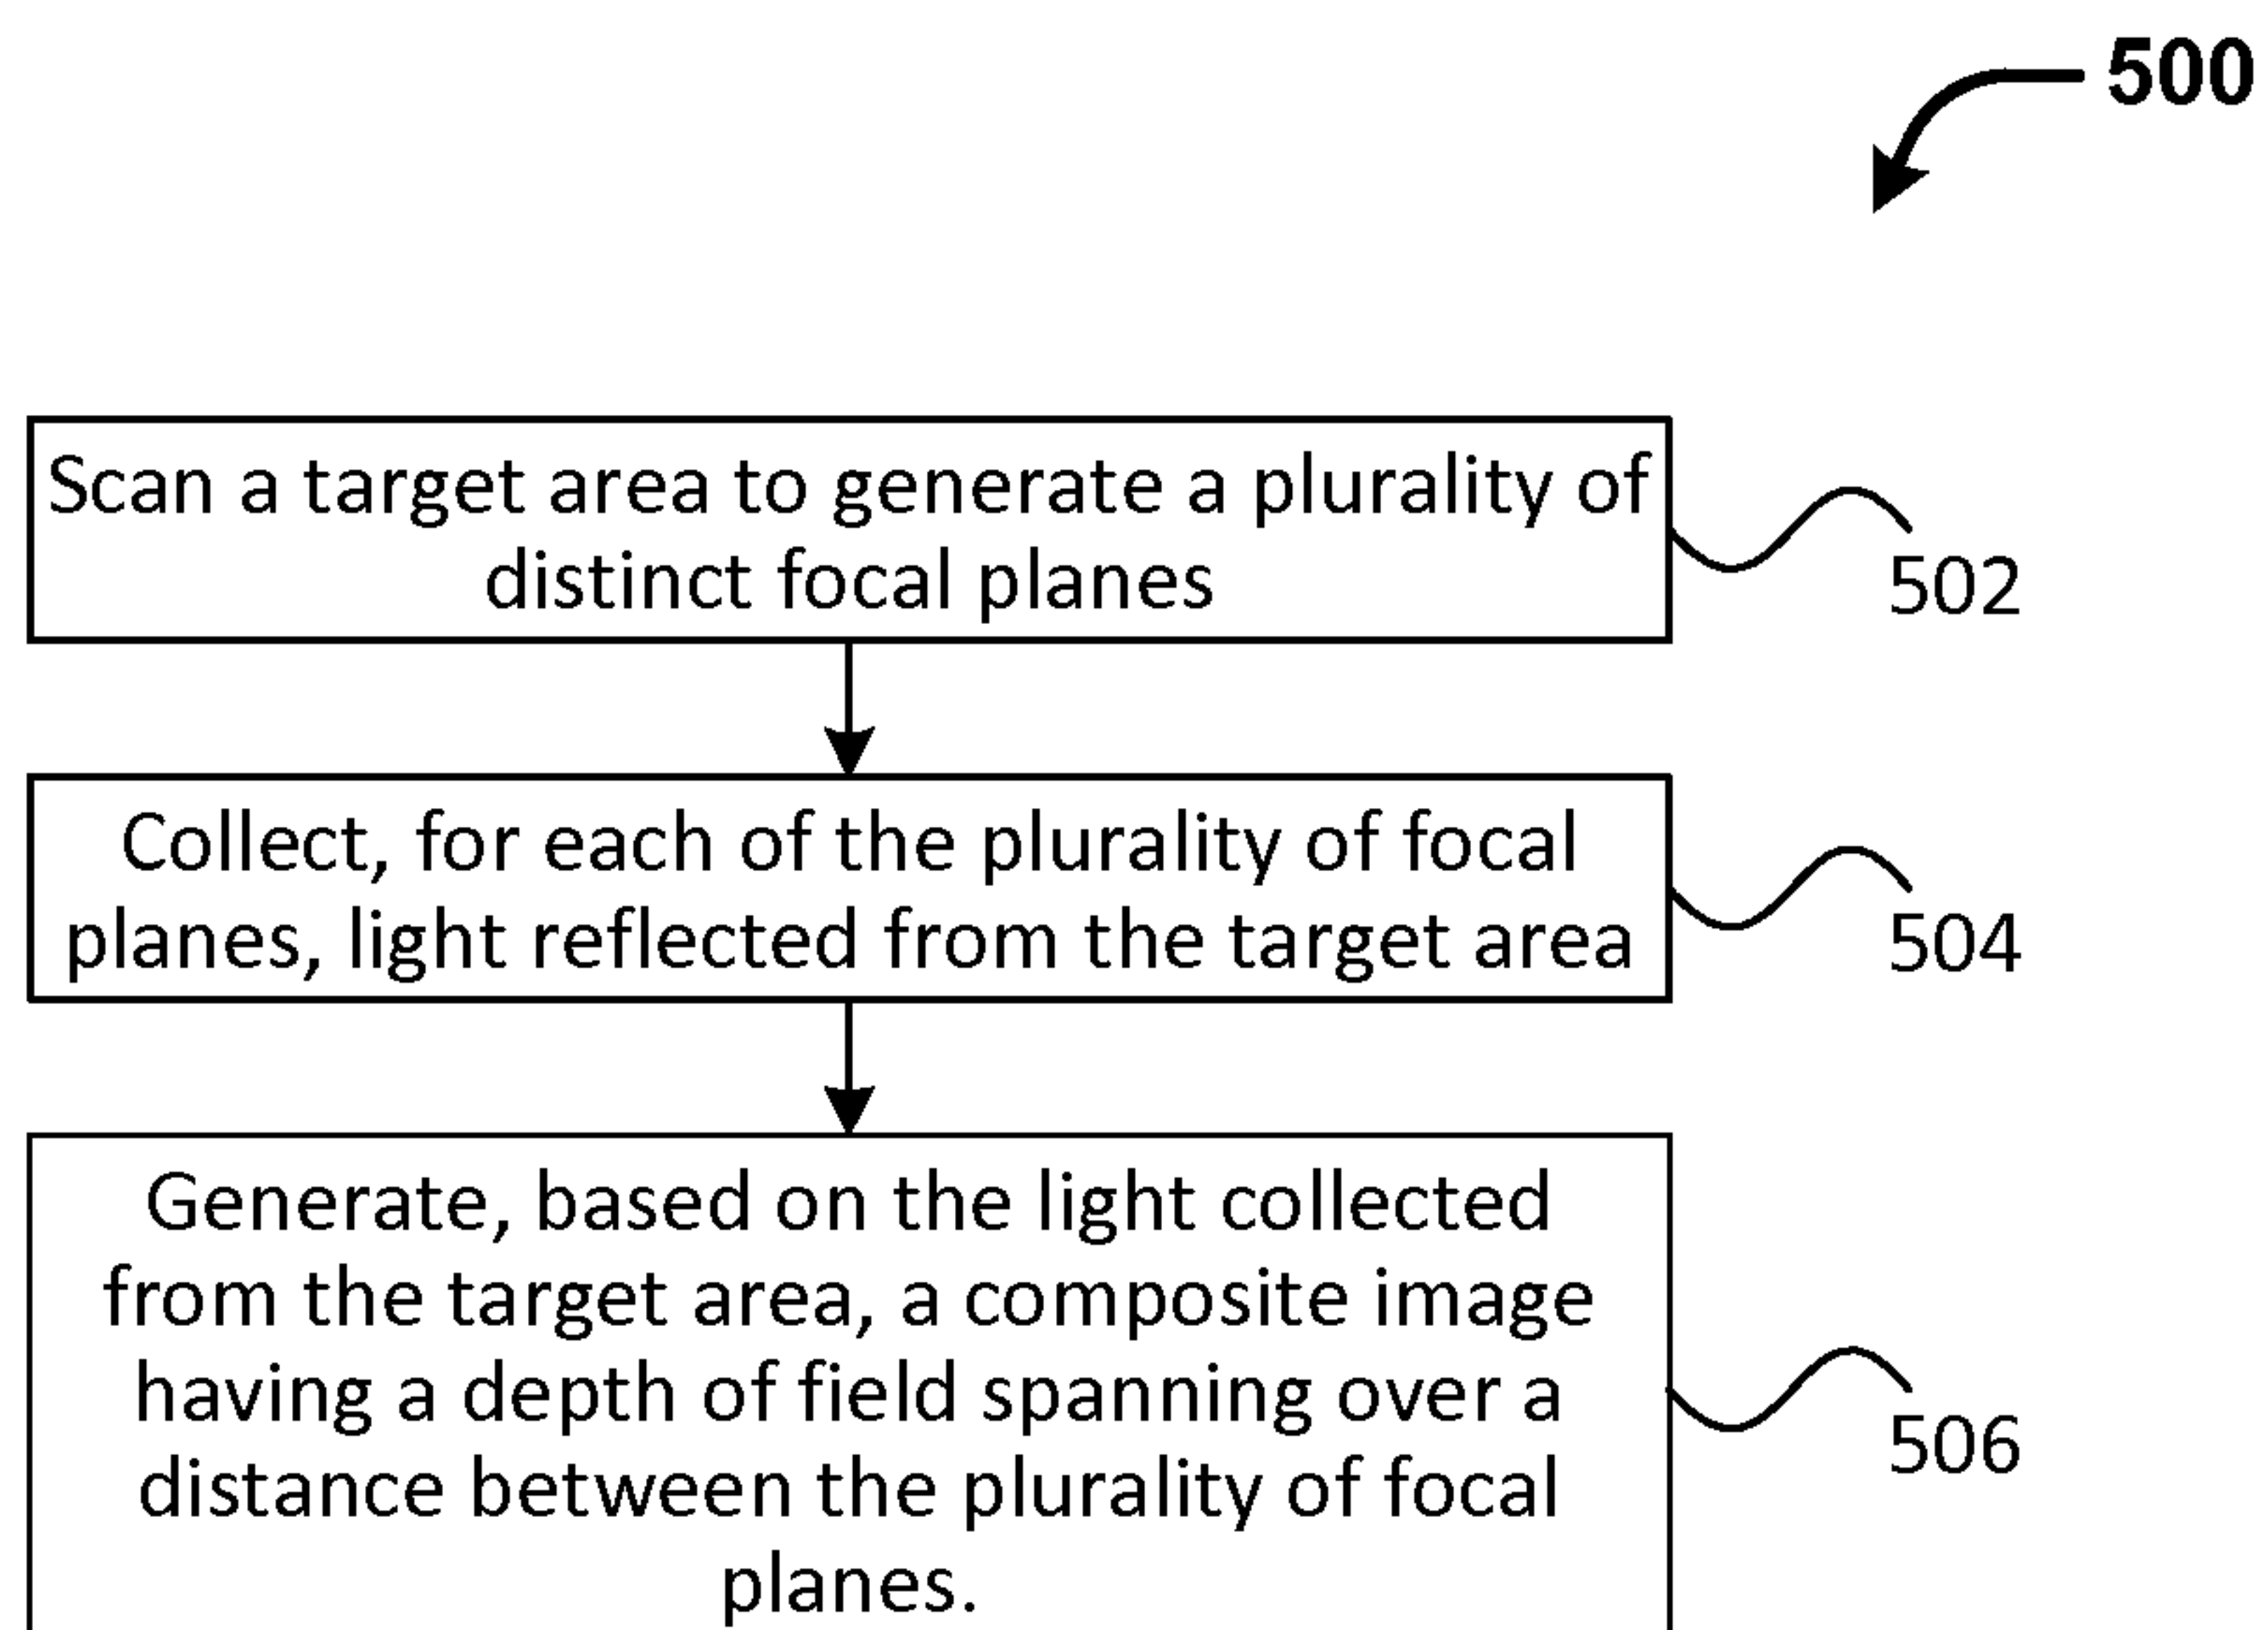 500
Scan a target area to generate a plurality of
distinct focal planes
502
Collect, for each of the plurality of focal
planes, light reflected from the target area
504
Generate, based on the light collected
from the target area, a composite image
having a depth of field spanning over a
distance between the plurality of focal
planes.
506